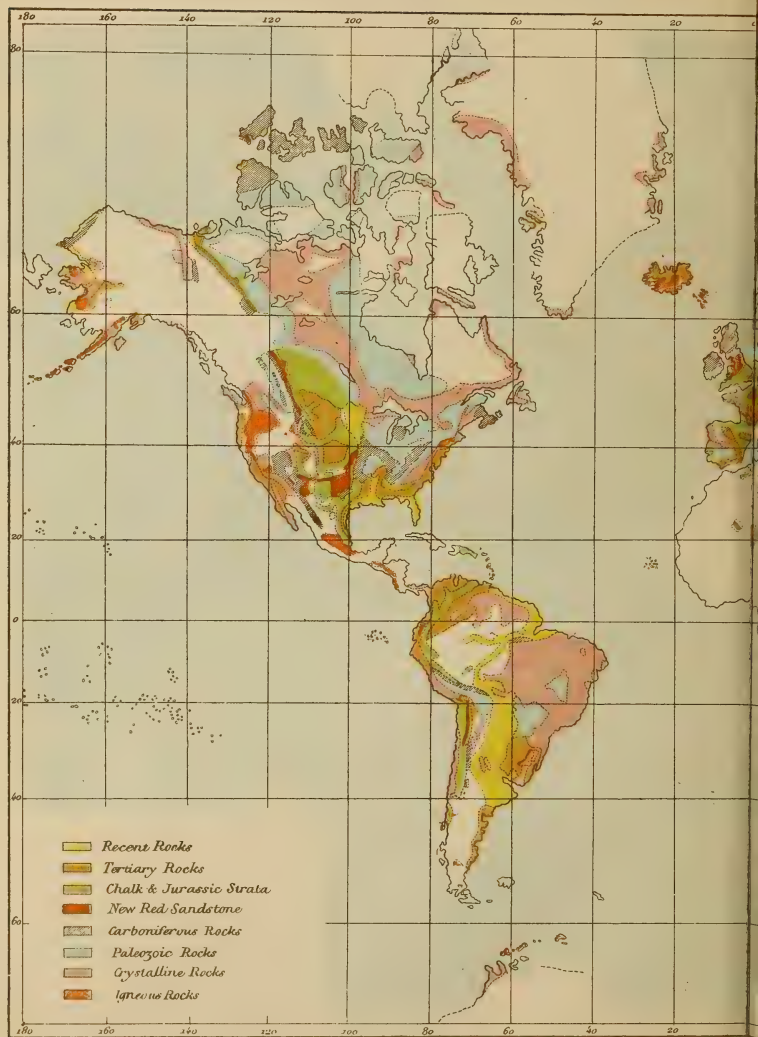 180 160 140 120 100 80 60 40 20
80
60
40
20
0
20
40
60
Recent Rocks
Tertiary Rocks
Chalk & Jurassic Strata
New Red Sandstone
Carboniferous Rocks
Paleozoic Rocks
Crystalline Rocks
Igneous Rocks
180 160 140 120 100 80 60 40 20